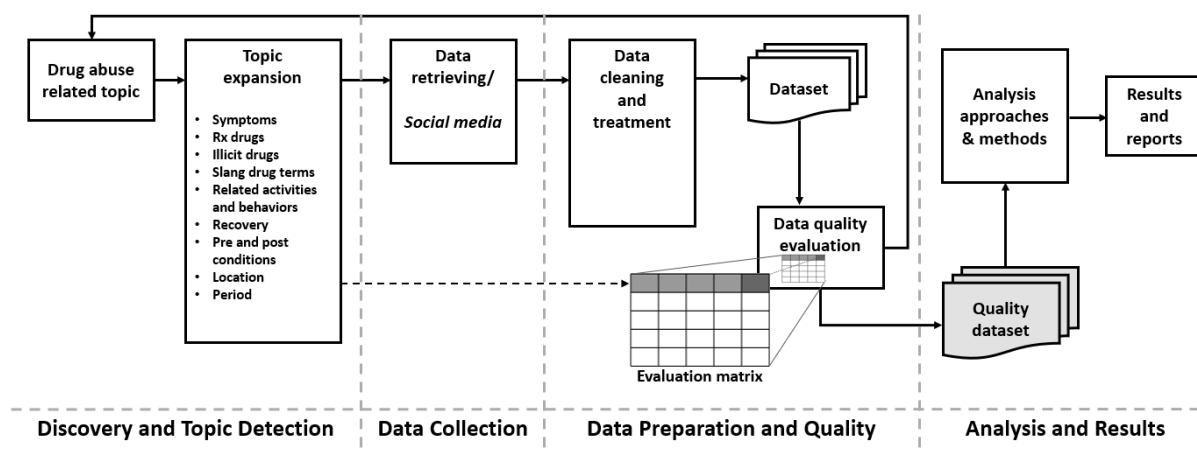 Drug abuse
related topic
Topic
expansion
• Symptoms
• Rx drugs
• Illicit drugs
• Slang drug terms
• Related activities
and behaviors
• Recovery
• Pre and post
conditions
• Location
• Period
Data
retrieving/
Social media
Data
cleaning
and
treatment
Dataset
Data quality
evaluation
Evaluation matrix
Analysis
approaches
& methods
Results
and
reports
Quality
dataset
Discovery and Topic Detection
Data Collection
Data Preparation and Quality
Analysis and Results